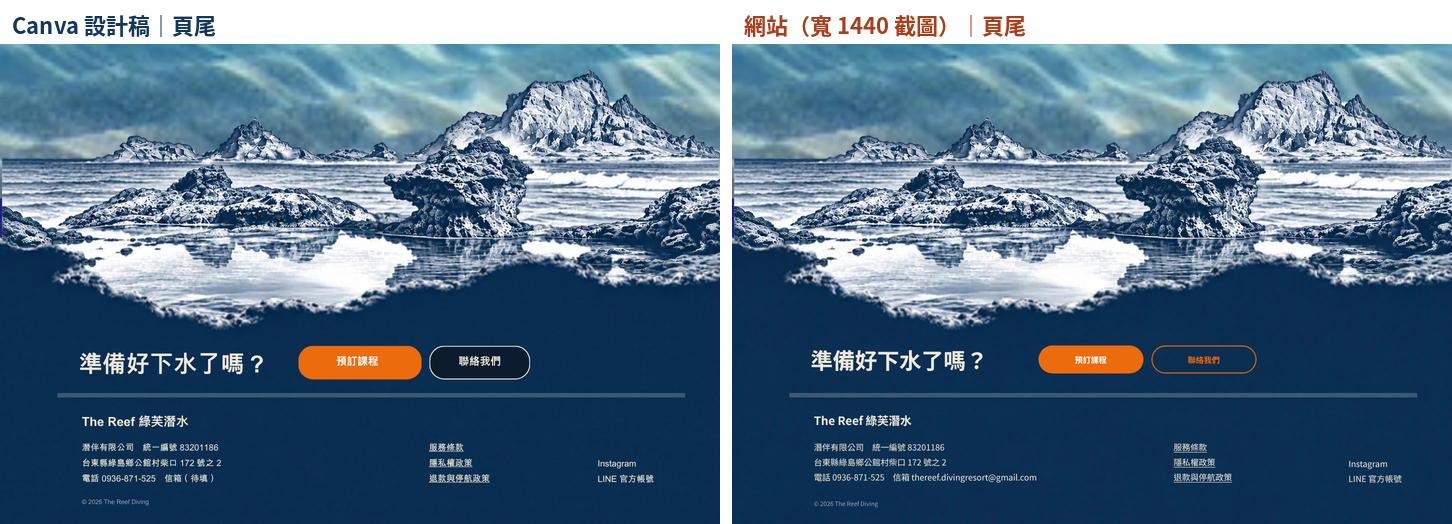 Canva 設計稿｜頁尾
準備好下水了嗎？
預訂課程
聯絡我們
The Reef 綠芙潛水
潛伴有限公司　統一編號 83201186
台東縣綠島鄉公館村柴口 172 號之 2
電話 0936-871-525　信箱（待填）
服務條款
隱私權政策
退款與停航政策
Instagram
LINE 官方帳號
© 2026 The Reef Diving
網站（寬 1440 截圖）｜頁尾
準備好下水了嗎？
預訂課程
聯絡我們
The Reef 綠芙潛水
潛伴有限公司　統一編號 83201186
台東縣綠島鄉公館村柴口 172 號之 2
電話 0936-871-525　信箱 thereef.divingresort@gmail.com
服務條款
隱私權政策
退款與停航政策
Instagram
LINE 官方帳號
© 2026 The Reef Diving